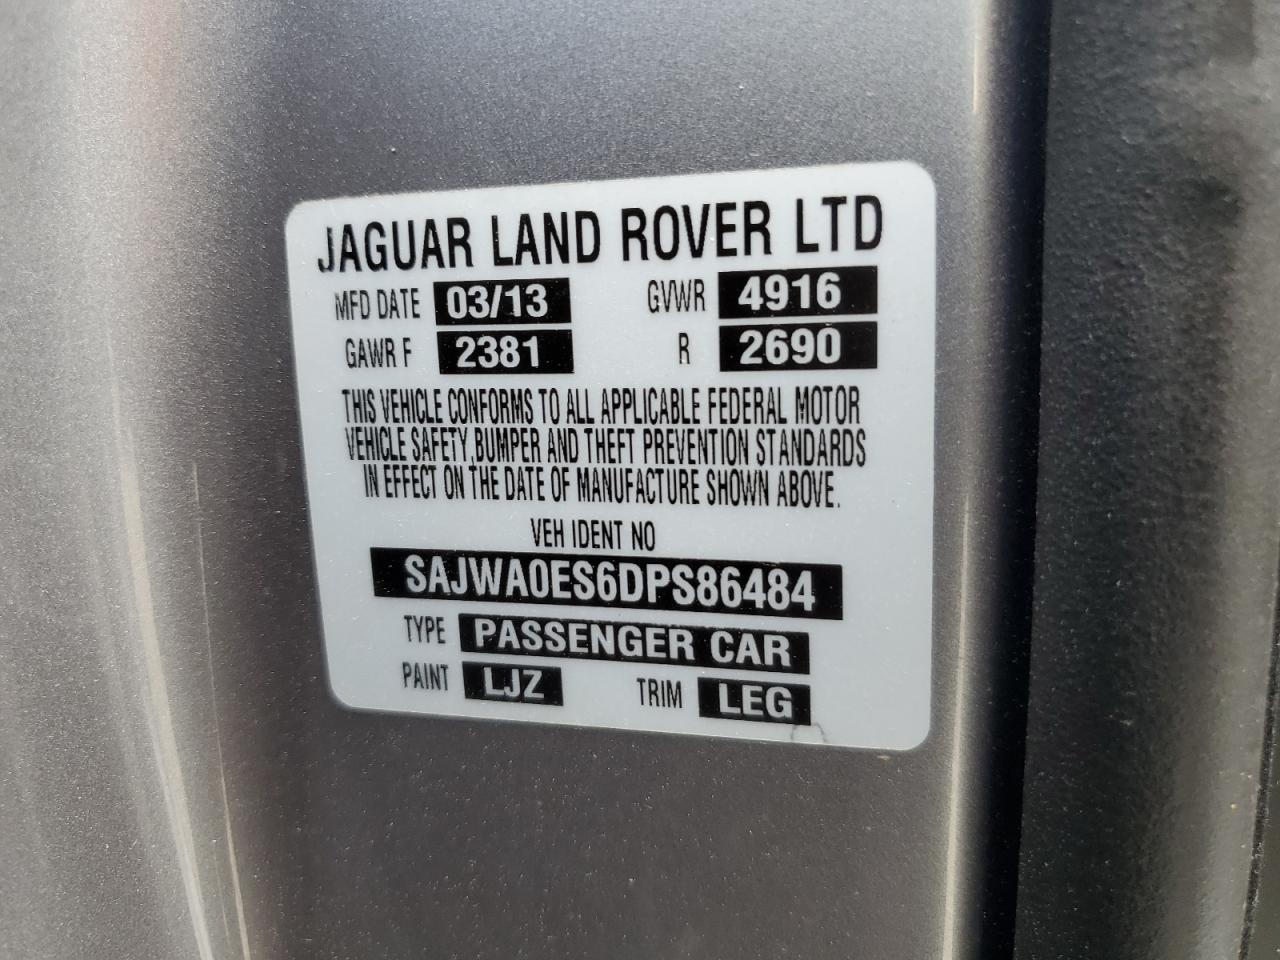 JAGUAR LAND ROVER LTD
MFD DATE 03/13 GVWR 4916
GAWR F 2381 R 2690
THIS VEHICLE CONFORMS TO ALL APPLICABLE FEDERAL MOTOR
VEHICLE SAFETY,BUMPER AND THEFT PREVENTION STANDARDS
IN EFFECT ON THE DATE OF MANUFACTURE SHOWN ABOVE.
VEH IDENT NO
SAJWA0ES6DPS86484
TYPE PASSENGER CAR
PAINT LJZ TRIM LEG